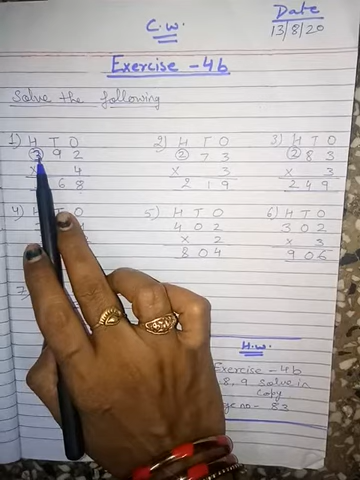 C.W.
Date
13/8/20
Exercise - 4b
Solve the following
1) H T O
③ 9 2
4
6 8
2) H T O
② 7 3
x 3
2 1 9
3) H T O
② 8 3
x 3
2 4 9
4) H T
5) H T O
4 0 2
x 2
8 0 4
6) H T O
3 0 2
x 3
9 0 6
H.W.
Exercise - 4b
8, 9 solve in
copy
no - 83